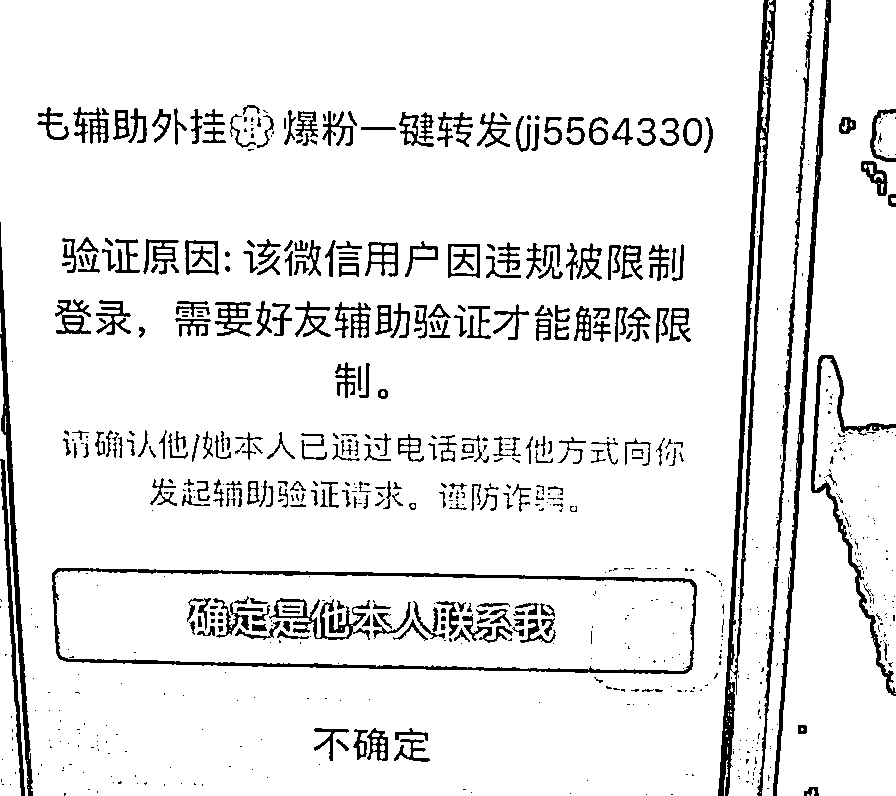 乇辅助外挂 爆粉一键转发(jj5564330)
验证原因: 该微信用户因违规被限制
登录，需要好友辅助验证才能解除限
制。
请确认他/她本人已通过电话或其他方式向你
发起辅助验证请求。谨防诈骗。
确定是他本人联系我
不确定